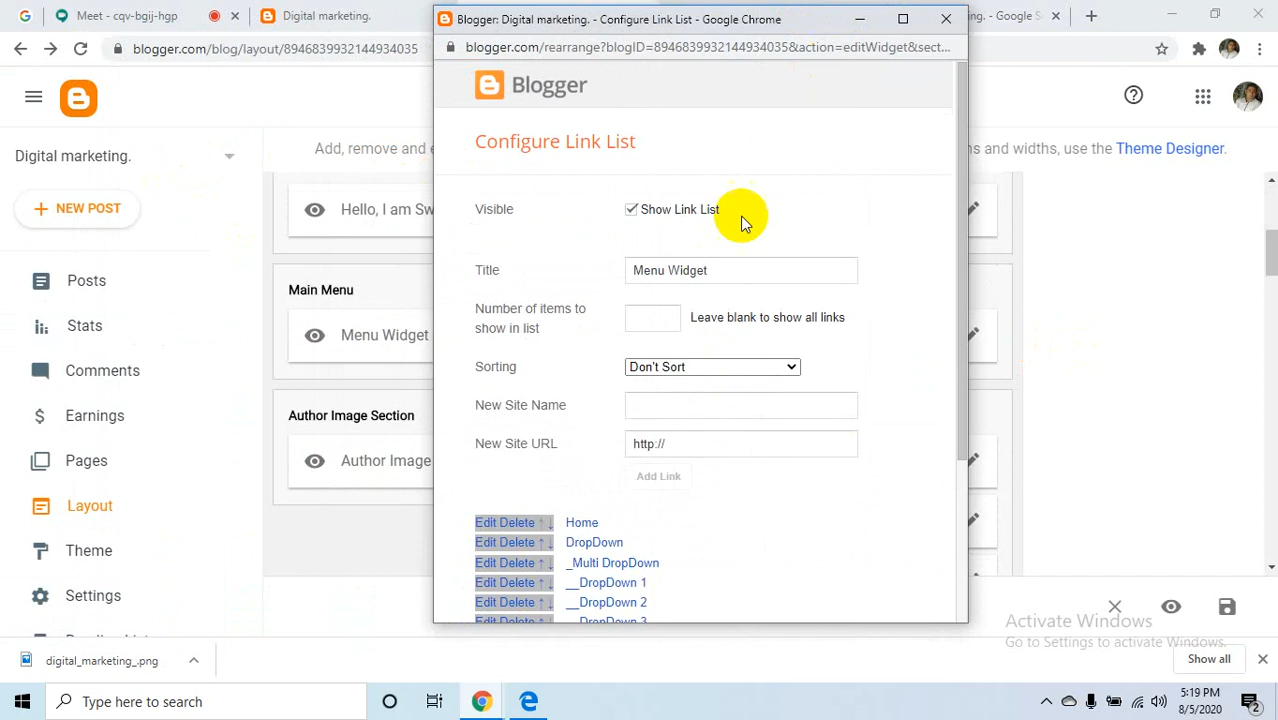 Meet - cqv-bgij-hgp
Digital marketing.
Blogger: Digital marketing. - Configure Link List - Google Chrome
ng. - Google S
blogger.com/blog/layout/8946839932144934035
blogger.com/rearrange?blogID=8946839932144934035&action=editWidget&sect...
Blogger
Configure Link List
Digital marketing.
Add, remove and e
ns and widths, use the Theme Designer.
NEW POST
Posts
Stats
Comments
Earnings
Pages
Layout
Theme
Settings
Hello, I am Sw
Main Menu
Menu Widget
Author Image Section
Author Image
Visible
Show Link List
Title
Menu Widget
Number of items to
show in list
Leave blank to show all links
Sorting
Don't Sort
New Site Name
New Site URL
http://
Add Link
Edit Delete ↑ ↓ Home
Edit Delete ↑ ↓ DropDown
Edit Delete ↑ ↓ _Multi DropDown
Edit Delete ↑ ↓ __DropDown 1
Edit Delete ↑ ↓ __DropDown 2
Edit Delete ↑ ↓ __DropDown 3
Activate Windows
Go to Settings to activate Windows.
digital_marketing_.png
Show all
Type here to search
5:19 PM
8/5/2020
2